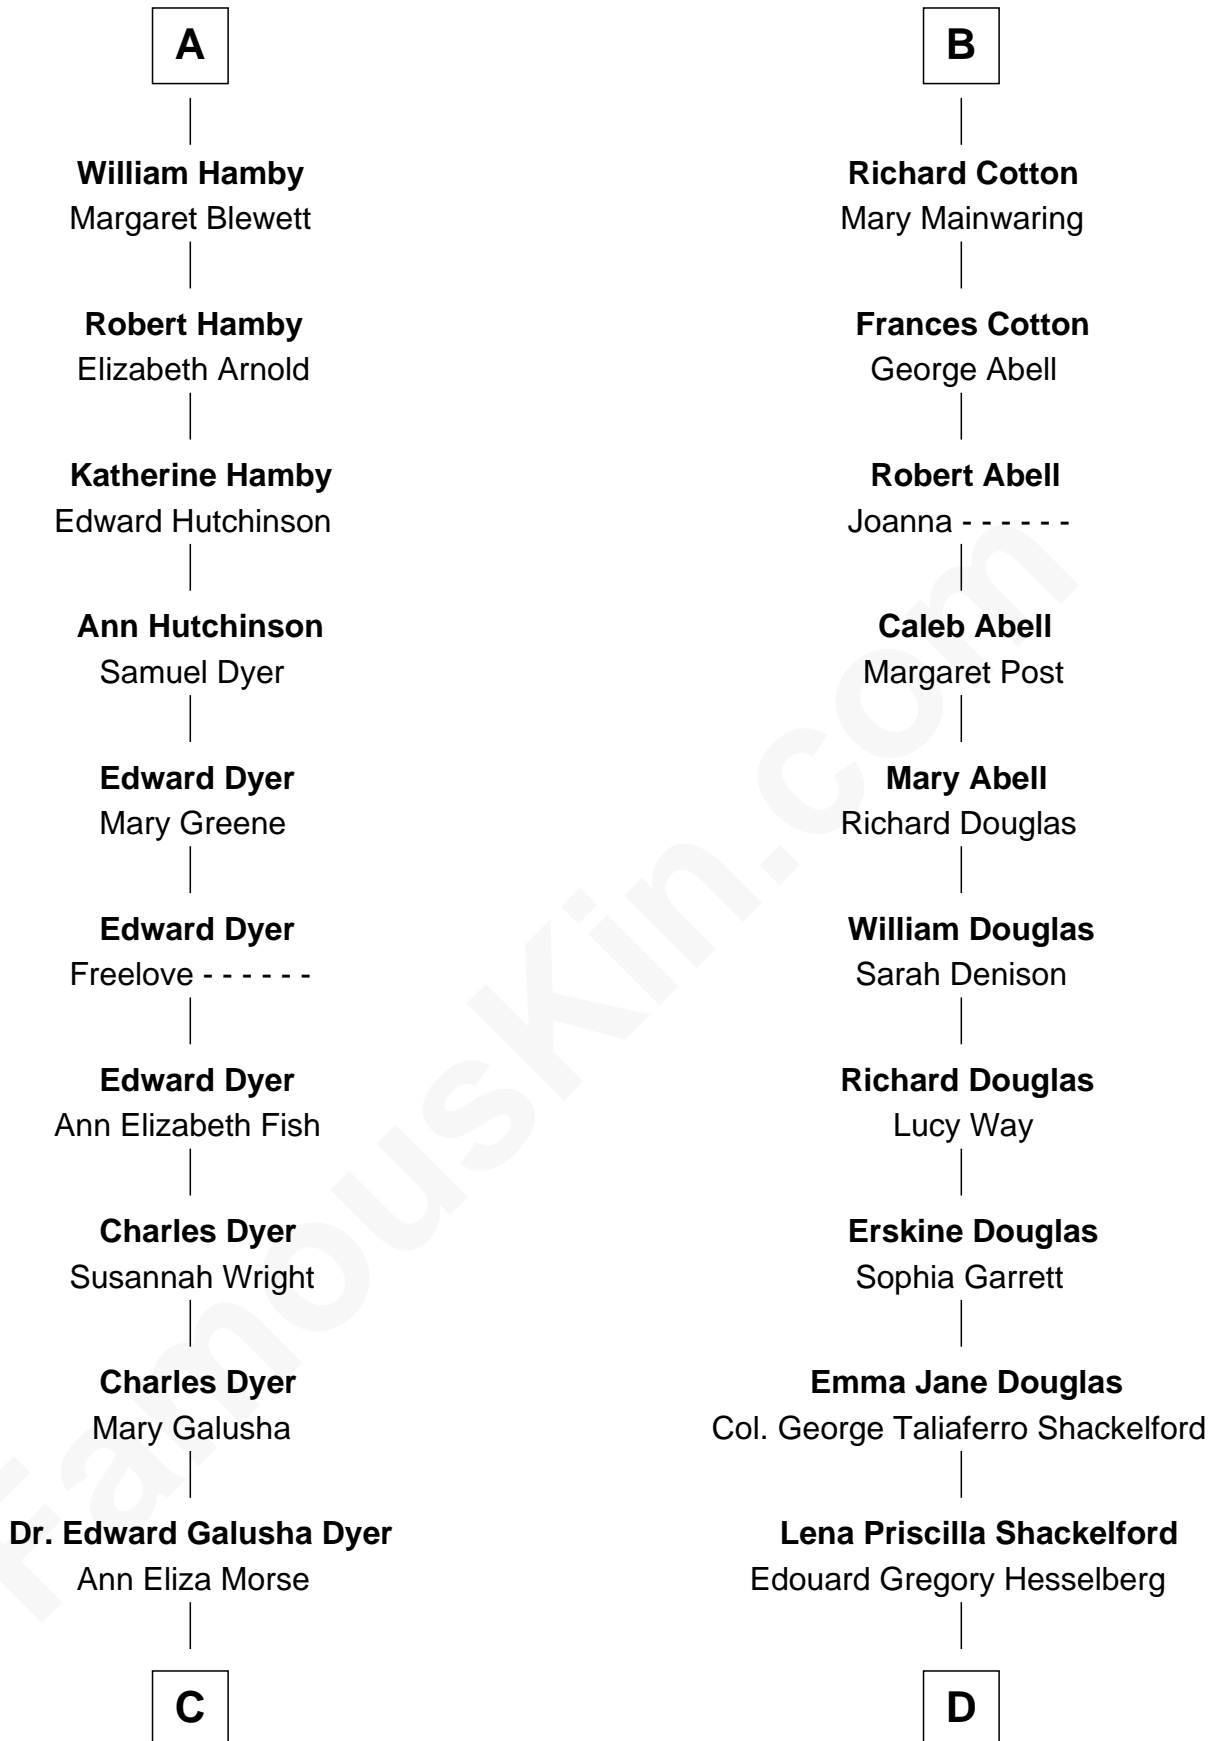 A
William Hamby
Margaret Blewett
Robert Hamby
Elizabeth Arnold
Katherine Hamby
Edward Hutchinson
Ann Hutchinson
Samuel Dyer
Edward Dyer
Mary Greene
Edward Dyer
Freelove - - - - - -
Edward Dyer
Ann Elizabeth Fish
Charles Dyer
Susannah Wright
Charles Dyer
Mary Galusha
Dr. Edward Galusha Dyer
Ann Eliza Morse
C
B
Richard Cotton
Mary Mainwaring
Frances Cotton
George Abell
Robert Abell
Joanna - - - - - -
Caleb Abell
Margaret Post
Mary Abell
Richard Douglas
William Douglas
Sarah Denison
Richard Douglas
Lucy Way
Erskine Douglas
Sophia Garrett
Emma Jane Douglas
Col. George Taliaferro Shackelford
Lena Priscilla Shackelford
Edouard Gregory Hesselberg
D
FamousKin.com